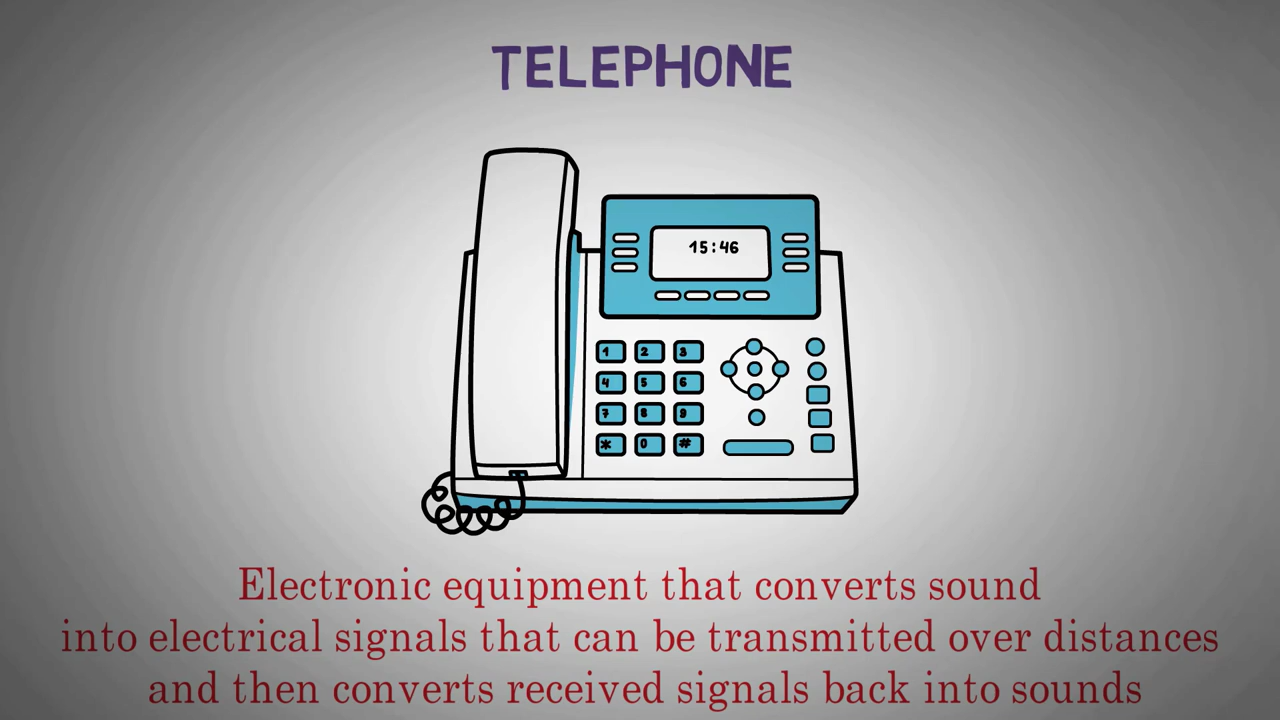 TELEPHONE
15:46
1 2 3
4 5 6
7 8 9
* 0 #
Electronic equipment that converts sound
into electrical signals that can be transmitted over distances
and then converts received signals back into sounds